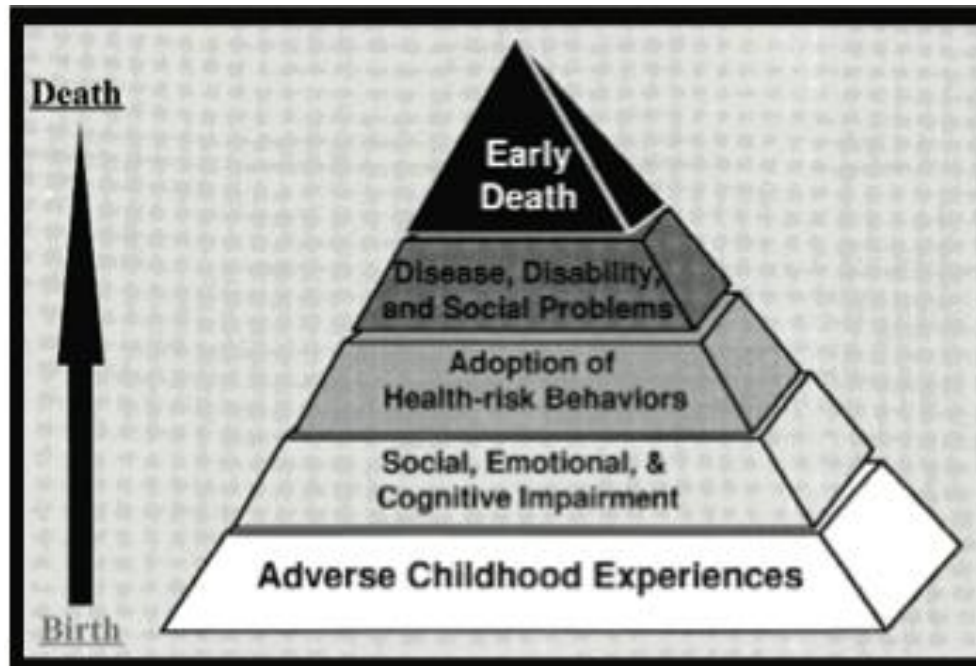 Death
Early
Death
Disease, Disability,
and Social Problems
Adoption of
Health-risk Behaviors
Social, Emotional, &
Cognitive Impairment
Adverse Childhood Experiences
Birth